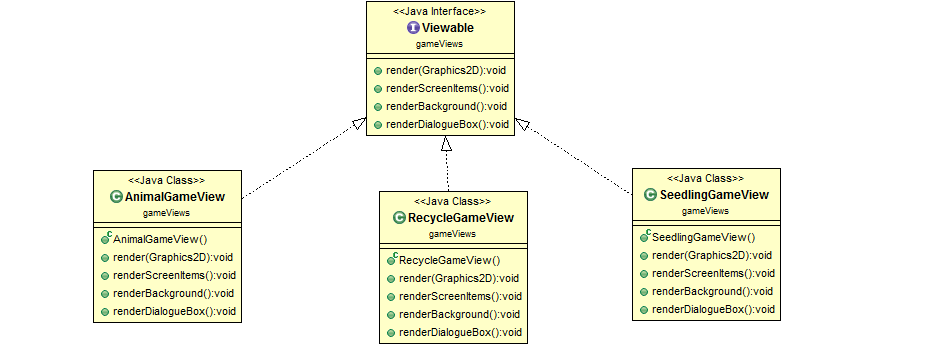 <<Java Interface>>
Viewable
gameViews
render(Graphics2D):void
renderScreenItems():void
renderBackground():void
renderDialogueBox():void
<<Java Class>>
AnimalGameView
gameViews
AnimalGameView()
render(Graphics2D):void
renderScreenItems():void
renderBackground():void
renderDialogueBox():void
<<Java Class>>
RecycleGameView
gameViews
RecycleGameView()
render(Graphics2D):void
renderScreenItems():void
renderBackground():void
renderDialogueBox():void
<<Java Class>>
SeedlingGameView
gameViews
SeedlingGameView()
render(Graphics2D):void
renderScreenItems():void
renderBackground():void
renderDialogueBox():void